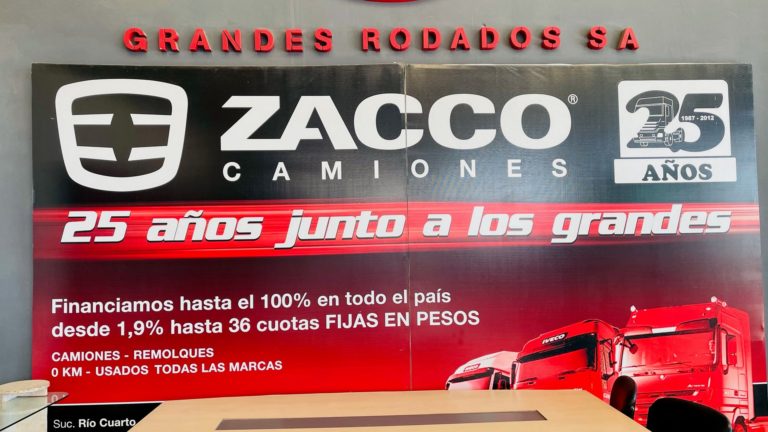 GRANDES RODADOS SA
ZACCO®
CAMIONES
25
1987 - 2012
AÑOS
25 años junto a los grandes
Financiamos hasta el 100% en todo el país
desde 1,9% hasta 36 cuotas FIJAS EN PESOS
CAMIONES - REMOLQUES
0 KM - USADOS TODAS LAS MARCAS
IVECO
IVECO
Suc. Río Cuarto